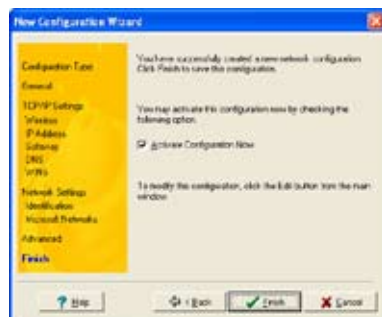 New Configuration Wizard
Configuration Type
General
TCP/IP Settings
Wireless
IP Address
Gateway
DNS
WINS
Network Settings
Identification
Microsoft Networks
Advanced
Finish
You have successfully created a new network configuration.
Click Finish to save this configuration.
You may activate this configuration now by checking the
following option.
Activate Configuration Now
To modify this configuration, click the Edit button from the main
window.
Help
< Back
Finish
Cancel